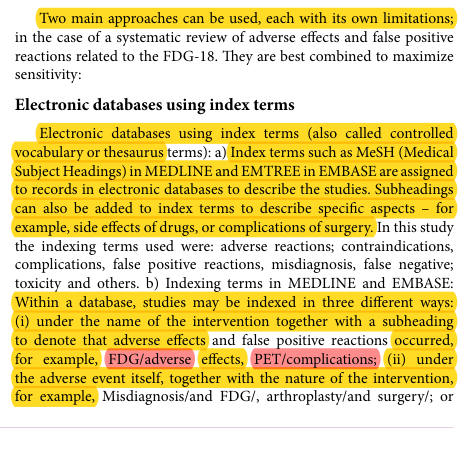 Two main approaches can be used, each with its own limitations;
in the case of a systematic review of adverse effects and false positive
reactions related to the FDG-18. They are best combined to maximize
sensitivity:
Electronic databases using index terms
Electronic databases using index terms (also called controlled
vocabulary or thesaurus terms): a) Index terms such as MeSH (Medical
Subject Headings) in MEDLINE and EMTREE in EMBASE are assigned
to records in electronic databases to describe the studies. Subheadings
can also be added to index terms to describe specific aspects – for
example, side effects of drugs, or complications of surgery. In this study
the indexing terms used were: adverse reactions; contraindications,
complications, false positive reactions, misdiagnosis, false negative;
toxicity and others. b) Indexing terms in MEDLINE and EMBASE:
Within a database, studies may be indexed in three different ways:
(i) under the name of the intervention together with a subheading
to denote that adverse effects and false positive reactions occurred,
for example, FDG/adverse effects, PET/complications; (ii) under
the adverse event itself, together with the nature of the intervention,
for example, Misdiagnosis/and FDG/, arthroplasty/and surgery/; or